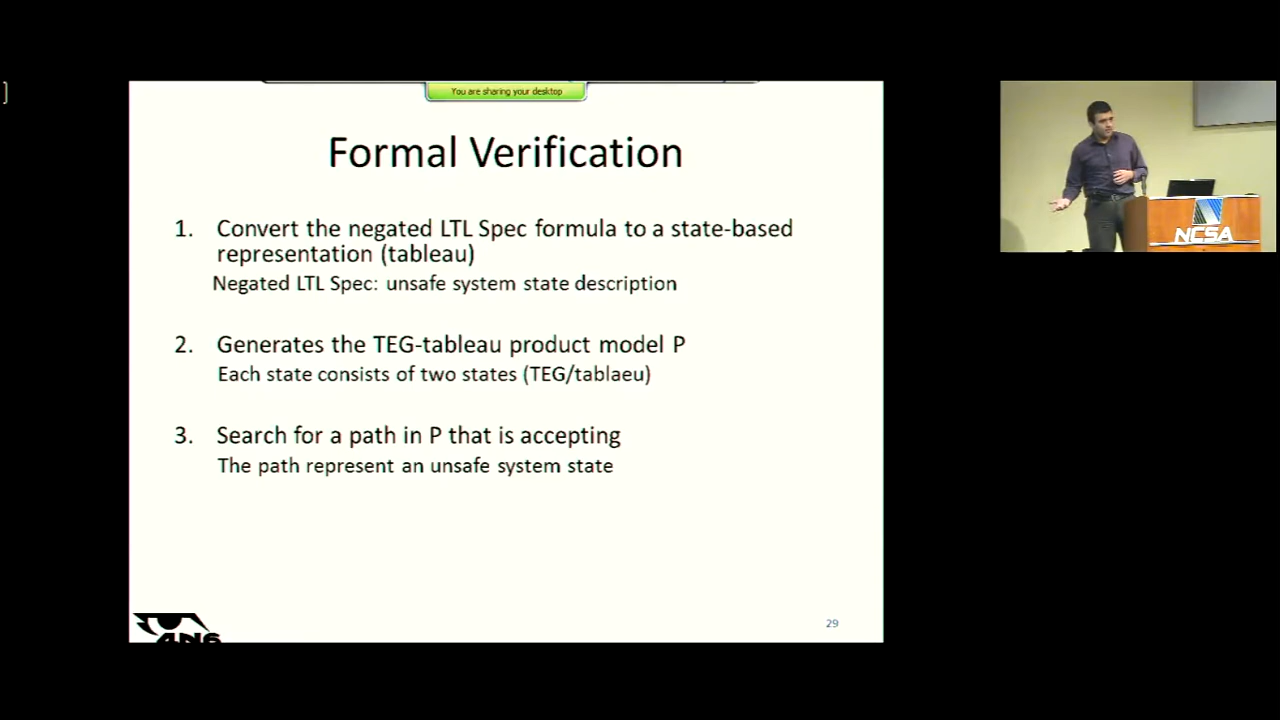 ]
You are sharing your desktop
Formal Verification
1. Convert the negated LTL Spec formula to a state-based
representation (tableau)
Negated LTL Spec: unsafe system state description
2. Generates the TEG-tableau product model P
Each state consists of two states (TEG/tablaeu)
3. Search for a path in P that is accepting
The path represent an unsafe system state
29
NCSA